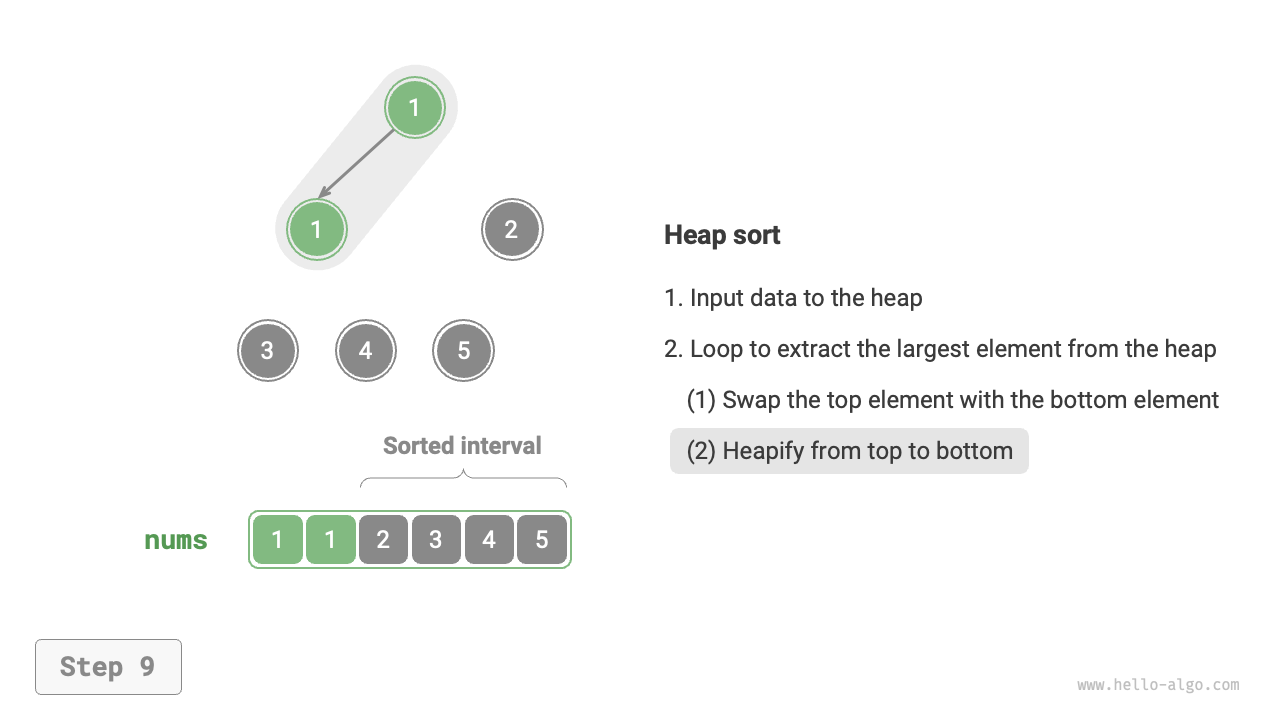 1
1
2
3
4
5
Sorted interval
nums
1 1 2 3 4 5
Heap sort
1. Input data to the heap
2. Loop to extract the largest element from the heap
(1) Swap the top element with the bottom element
(2) Heapify from top to bottom
Step 9
www.hello-algo.com